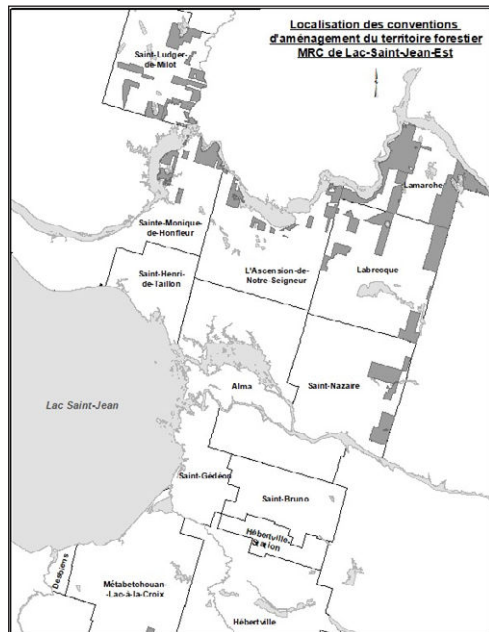 Localisation des conventions
d'aménagement du territoire forestier
MRC de Lac-Saint-Jean-Est
Saint-Ludger-
de-Milot
Lamarche
Sainte-Monique-
de-Honfleur
Saint-Henri-
de-Taillon
L'Ascension-de-
Notre-Seigneur
Labrecque
Lac Saint-Jean
Alma
Saint-Nazaire
Saint-Gédéon
Saint-Bruno
Hébertville-
Station
Desbiens
Métabetchouan
-Lac-à-la-Croix
Hébertville